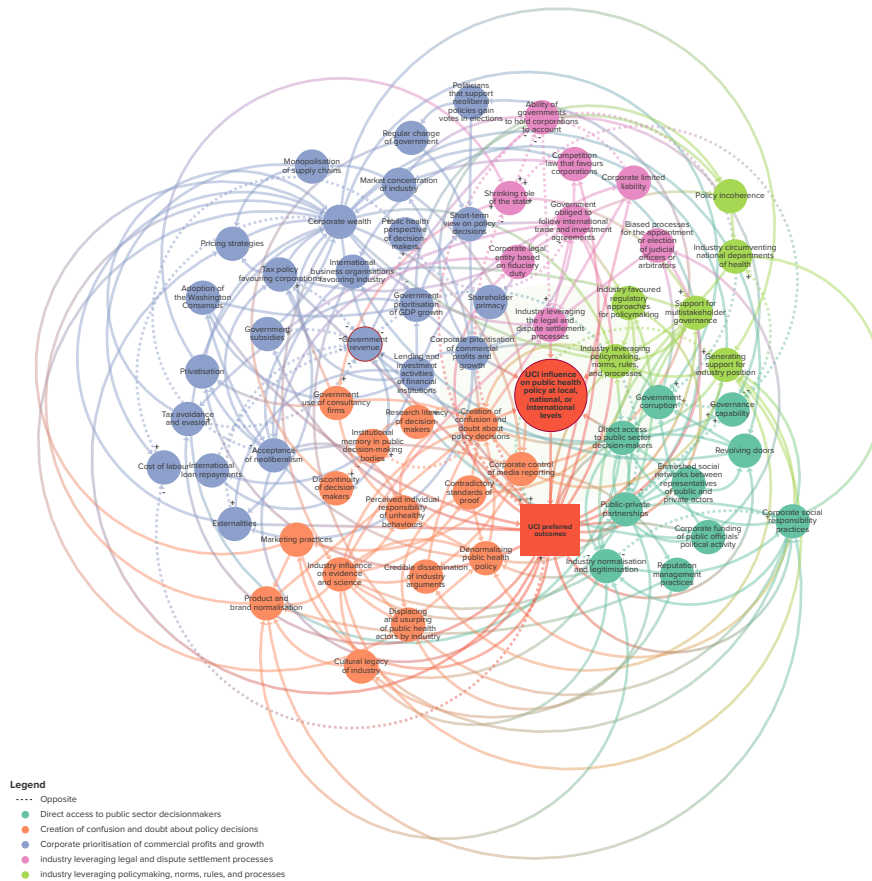 Politicians
that support
neoliberal
policies gain
votes in elections
Ability of
governments
to hold corporations
to account
Regular change
of government
Monopolisation
of supply chains
Competition
law that favours
corporations
Market concentration
of industry
Corporate limited
liability
Shrinking role
of the state
Policy incoherence
Corporate wealth
Public health
perspective
of decision
makers
Short-term
view on policy
decisions
Government
obliged to
follow international
trade and investment
agreements
Biased processes
for the appointment
or election
of judicial
officers or
arbitrators
Pricing strategies
Industry circumventing
national departments
of health
Tax policy
favouring corporations
International
business organisations
favouring industry
Corporate legal
entity based
on fiduciary
duty
Adoption of
the Washington
Consensus
Government
prioritisation
of GDP growth
Shareholder
primacy
Industry favoured
regulatory
approaches
for policymaking
Support for
multistakeholder
governance
Government
subsidies
Government
revenue
Industry leveraging
the legal and
dispute settlement
processes
Corporate prioritisation
of commercial
profits and
growth
Industry leveraging
policymaking,
norms, rules,
and processes
Generating
support for
industry position
Privatisation
Lending and
investment
activities
of financial
institutions
UCI influence
on public health
policy at local,
national, or
international
levels
Government
use of consultancy
firms
Government
corruption
Governance
capability
Tax avoidance
and evasion
Research literacy
of decision-
makers
Creation of
confusion and
doubt about
policy decisions
Direct access
to public sector
decision-makers
Institutional
memory in public
decision-making
bodies
Revolving doors
Cost of labour
International
loan repayments
Acceptance
of neoliberalism
Corporate control
of media reporting
Enmeshed social
networks between
representatives
of public and
private actors
Discontinuity
of decision
makers
Contradictory
standards of
proof
Perceived individual
responsibility
of unhealthy
behaviours
Public-private
partnerships
Corporate social
responsibility
practices
Externalities
UCI preferred
outcomes
Corporate funding
of public officials'
political activity
Marketing practices
Denormalising
public health
policy
Industry normalisation
and legitimisation
Industry influence
on evidence
and science
Credible dissemination
of industry
arguments
Reputation
management
practices
Product and
brand normalisation
Displacing
and usurping
of public health
actors by industry
Cultural legacy
of industry
Legend
Opposite
Direct access to public sector decisionmakers
Creation of confusion and doubt about policy decisions
Corporate prioritisation of commercial profits and growth
industry leveraging legal and dispute settlement processes
industry leveraging policymaking, norms, rules, and processes